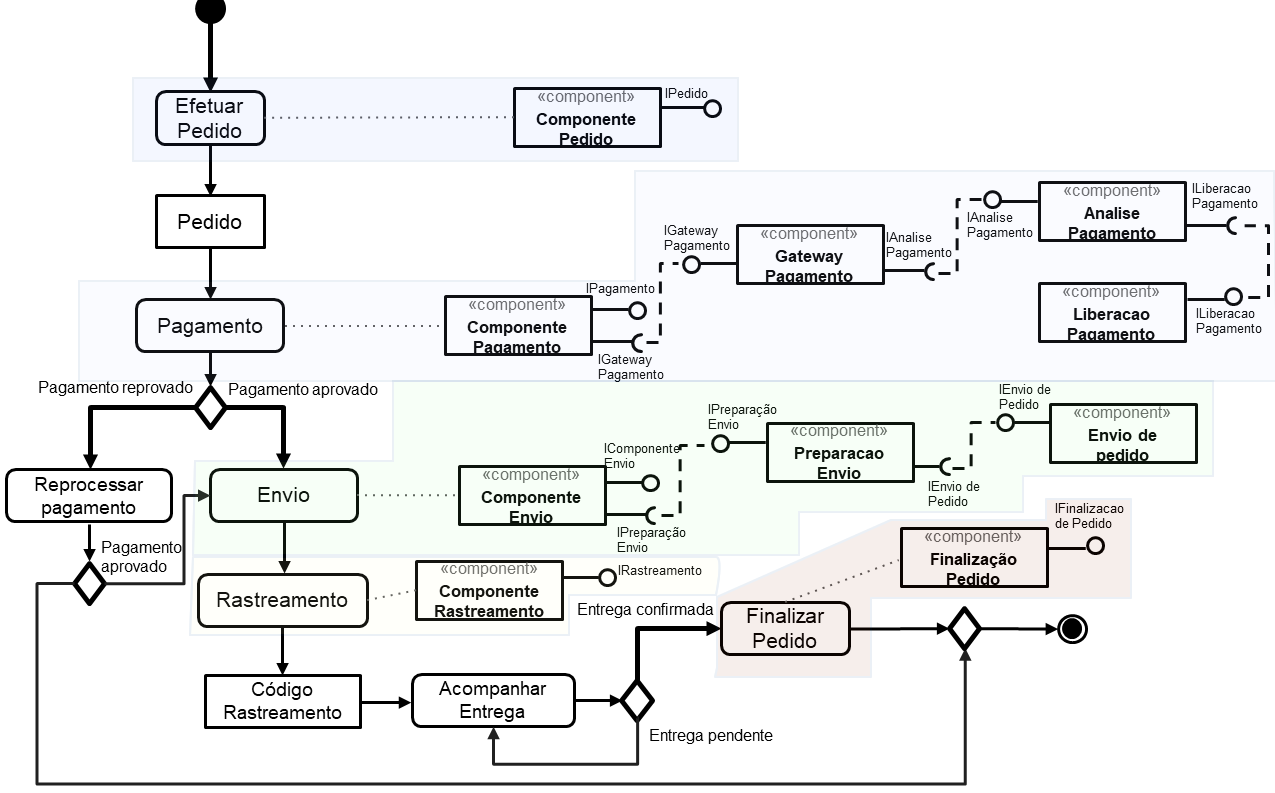 Efetuar
Pedido
«component»
Componente
Pedido
IPedido
Pedido
«component»
Analise
Pagamento
ILiberacao
Pagamento
IAnalise
Pagamento
«component»
Gateway
Pagamento
IGateway
Pagamento
IAnalise
Pagamento
«component»
Liberacao
Pagamento
ILiberacao
Pagamento
Pagamento
«component»
Componente
Pagamento
IPagamento
IGateway
Pagamento
Pagamento reprovado
Pagamento aprovado
IEnvio de
Pedido
«component»
Envio de
pedido
IPreparação
Envio
«component»
Preparacao
Envio
IEnvio de
Pedido
Reprocessar
pagamento
Envio
«component»
Componente
Envio
IComponente
Envio
IPreparação
Envio
Pagamento
aprovado
IFinalizacao
de Pedido
«component»
Finalização
Pedido
Rastreamento
«component»
Componente
Rastreamento
IRastreamento
Entrega confirmada
Finalizar
Pedido
Código
Rastreamento
Acompanhar
Entrega
Entrega pendente